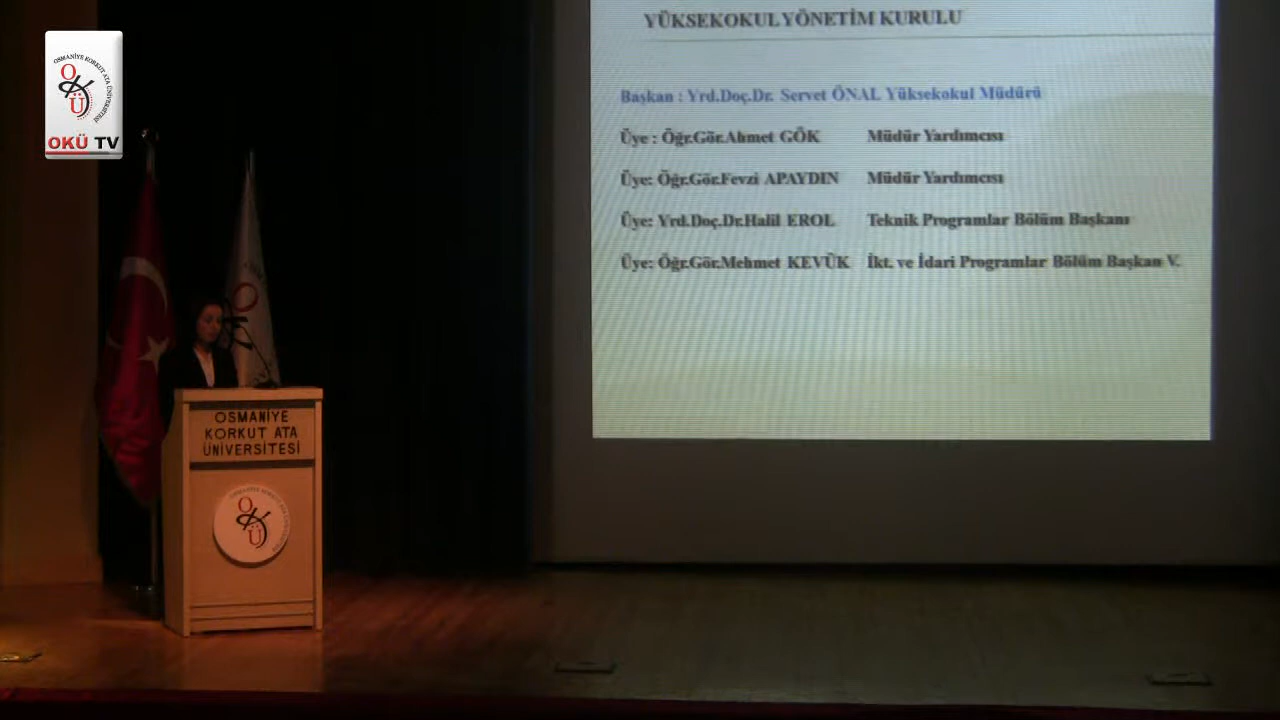 OSMANİYE KORKUT ATA ÜNİVERSİTESİ
OKÜ
OKÜ TV
YÜKSEKOKUL YÖNETİM KURULU
Başkan : Yrd.Doç.Dr. Servet ÖNAL Yüksekokul Müdürü
Üye : Öğr.Gör.Ahmet GÖK Müdür Yardımcısı
Üye: Öğr.Gör.Fevzi APAYDIN Müdür Yardımcısı
Üye: Yrd.Doç.Dr.Halil EROL Teknik Programlar Bölüm Başkanı
Üye: Öğr.Gör.Mehmet KEVÜK İkt. ve İdari Programlar Bölüm Başkan V.
OSMANİYE
KORKUT ATA
ÜNİVERSİTESİ
OKÜ